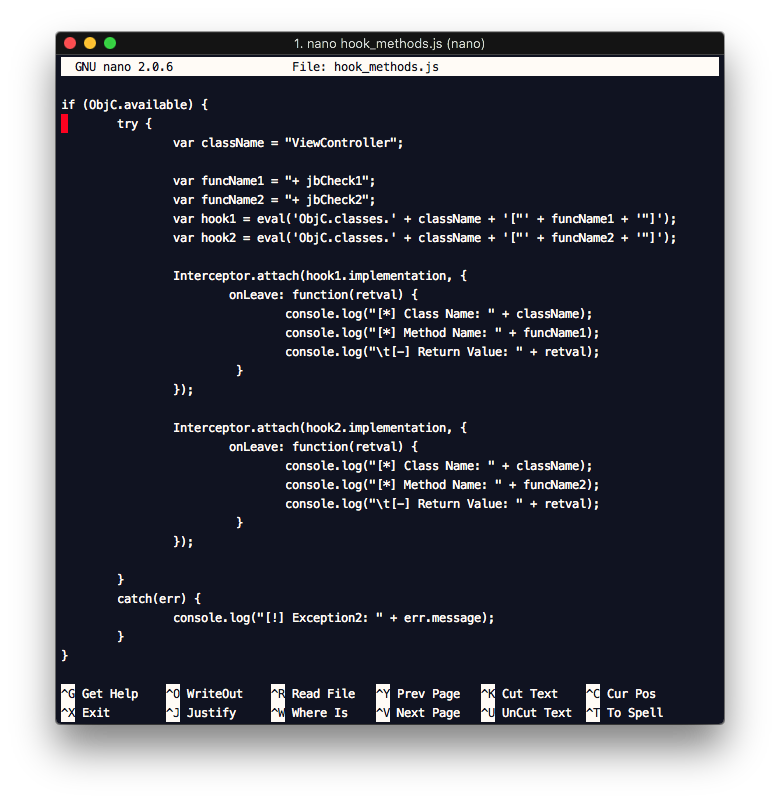 1. nano hook_methods.js (nano)
GNU nano 2.0.6 File: hook_methods.js
if (ObjC.available) {
try {
var className = "ViewController";
var funcName1 = "+ jbCheck1";
var funcName2 = "+ jbCheck2";
var hook1 = eval('ObjC.classes.' + className + '["' + funcName1 + '"]');
var hook2 = eval('ObjC.classes.' + className + '["' + funcName2 + '"]');
Interceptor.attach(hook1.implementation, {
onLeave: function(retval) {
console.log("[*] Class Name: " + className);
console.log("[*] Method Name: " + funcName1);
console.log("\t[-] Return Value: " + retval);
}
});
Interceptor.attach(hook2.implementation, {
onLeave: function(retval) {
console.log("[*] Class Name: " + className);
console.log("[*] Method Name: " + funcName2);
console.log("\t[-] Return Value: " + retval);
}
});
}
catch(err) {
console.log("[!] Exception2: " + err.message);
}
}
^G Get Help ^O WriteOut ^R Read File ^Y Prev Page ^K Cut Text ^C Cur Pos
^X Exit ^J Justify ^W Where Is ^V Next Page ^U UnCut Text ^T To Spell